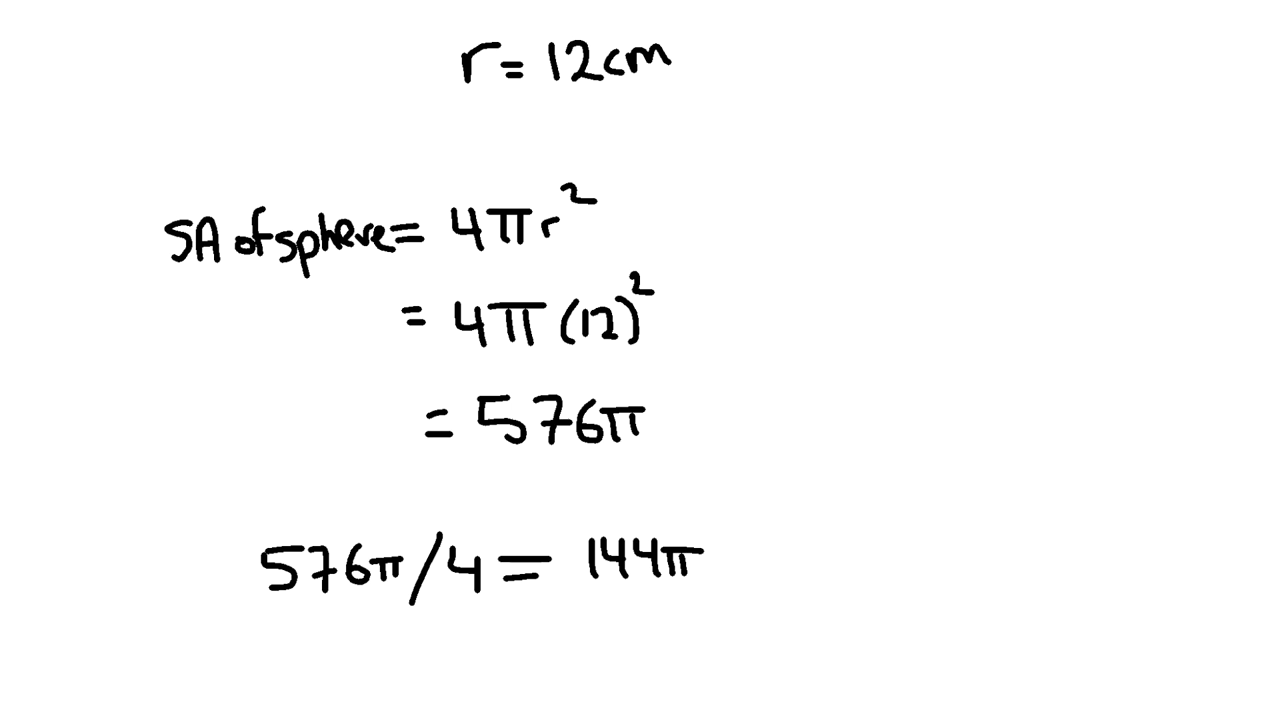 r = 12cm
SA of sphere = 4πr²
= 4π(12)²
= 576π
576π/4 = 144π